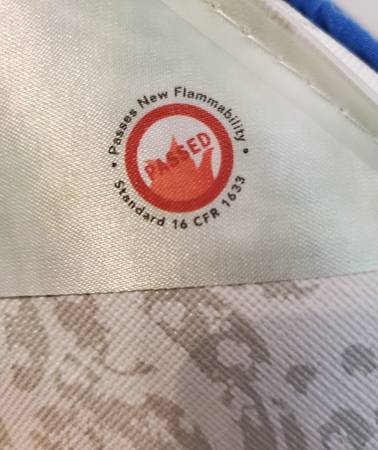 • Passes New Flammability •
PASSED
Standard 16 CFR 1633